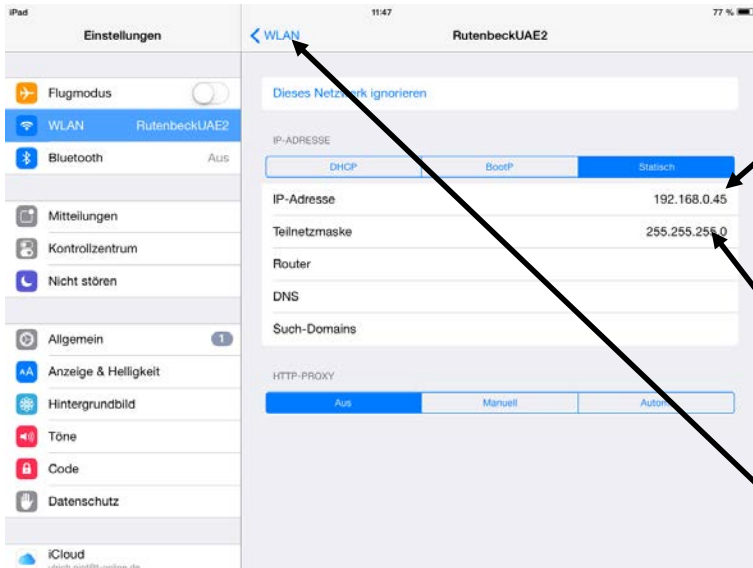 iPad 11:47 77 %
Einstellungen
WLAN RutenbeckUAE2
Flugmodus
WLAN RutenbeckUAE2
Bluetooth Aus
Mitteilungen
Kontrollzentrum
Nicht stören
Allgemein 1
Anzeige & Helligkeit
Hintergrundbild
Töne
Code
Datenschutz
iCloud
Dieses Netzwerk ignorieren
IP-ADRESSE
DHCP BootP Statisch
IP-Adresse 192.168.0.45
Teilnetzmaske 255.255.255.0
Router
DNS
Such-Domains
HTTP-PROXY
Aus Manuell Autom.